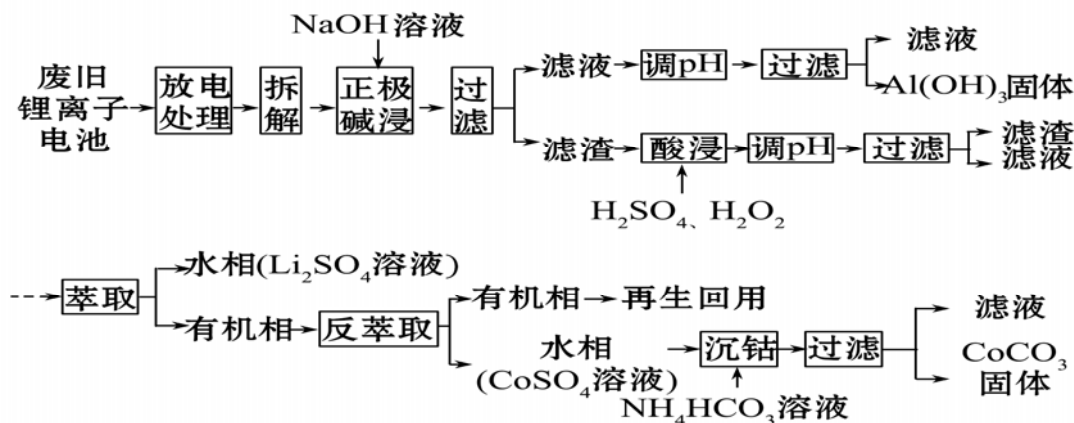 NaOH溶液
废旧
锂离子
电池
放电
处理
拆
解
正极
碱浸
过
滤
滤液
调pH
过滤
滤液
Al(OH)₃固体
滤渣
酸浸
调pH
过滤
滤渣
滤液
H₂SO₄、H₂O₂
萃取
水相(Li₂SO₄溶液)
有机相
反萃取
有机相
再生回用
水相
(CoSO₄溶液)
沉钴
过滤
滤液
CoCO₃
固体
NH₄HCO₃溶液